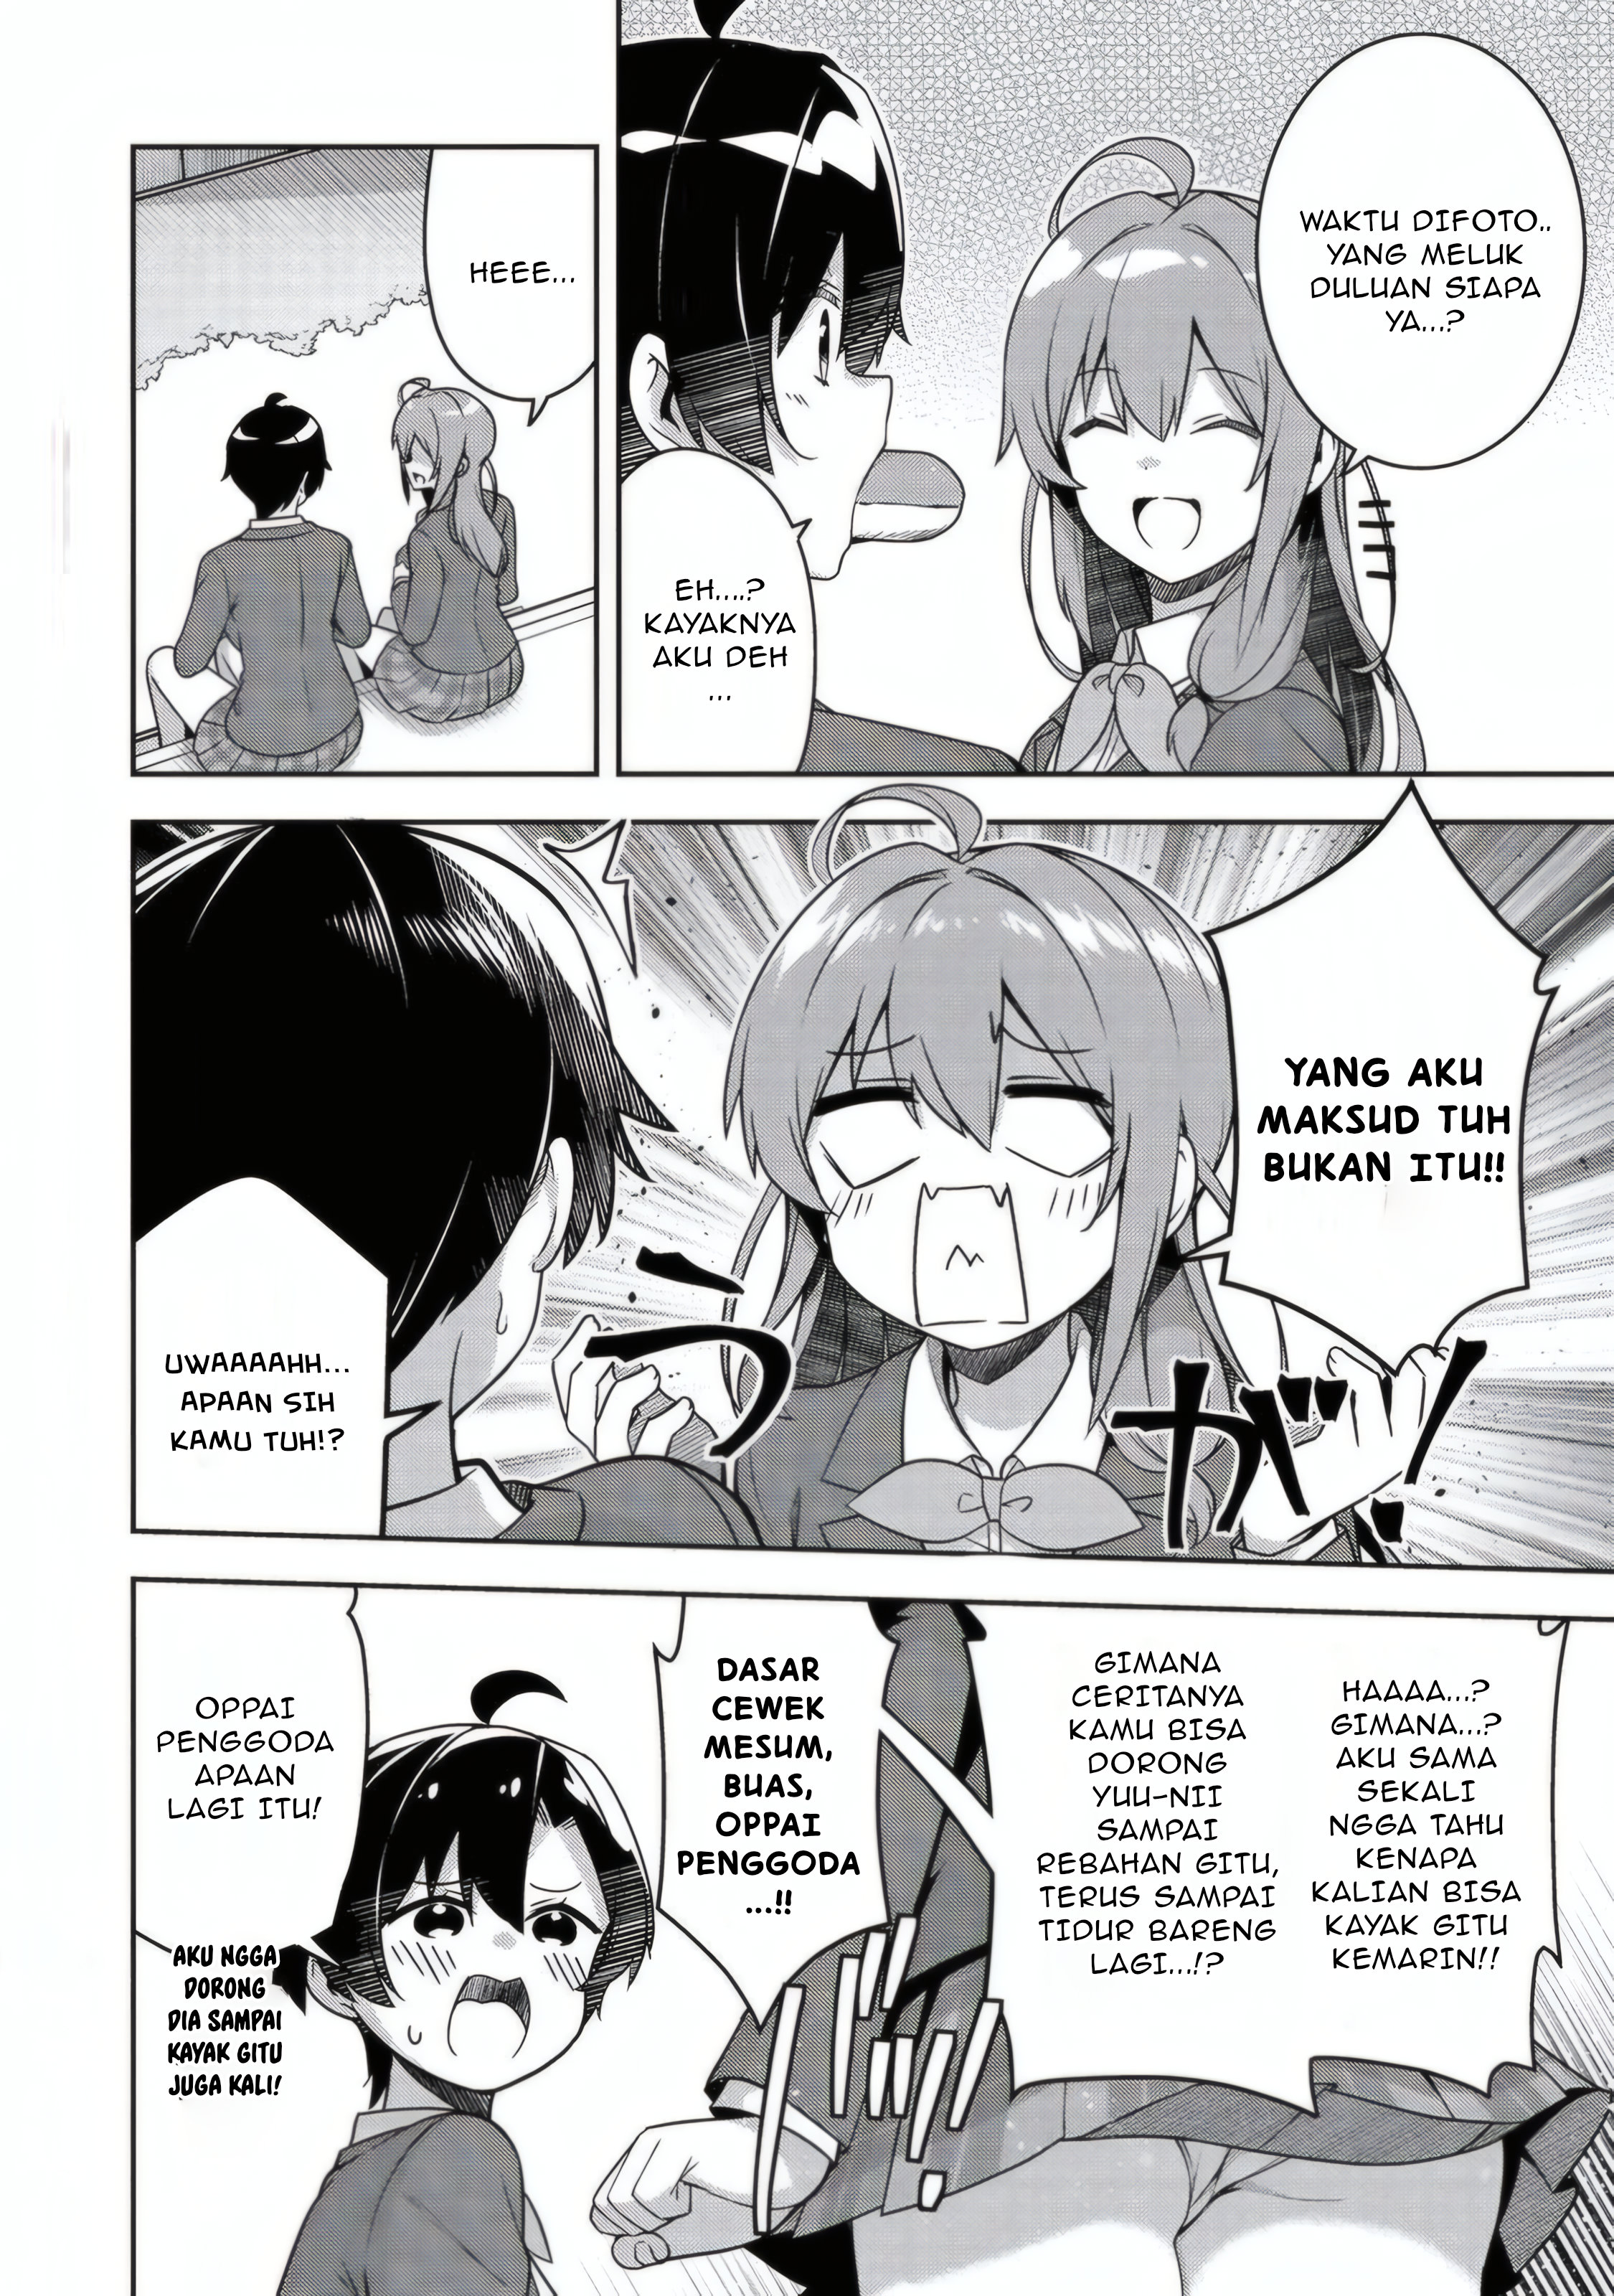 WAKTU DIFOTO..
YANG MELUK
DULUAN SIAPA
YA...?
EH....?
KAYAKNYA
AKU DEH
...
HEEE...
YANG AKU
MAKSUD TUH
BUKAN ITU!!
うがー!
UWAAAAHH...
APAAN SIH
KAMU TUH!?
HAAAA...?
GIMANA...?
AKU SAMA
SEKALI
NGGA TAHU
KENAPA
KALIAN BISA
KAYAK GITU
KEMARIN!!
GIMANA
CERITANYA
KAMU BISA
DORONG
YUU-NII
SAMPAI
REBAHAN GITU,
TERUS SAMPAI
TIDUR BARENG
LAGI...!?
DASAR
CEWEK
MESUM,
BUAS,
OPPAI
PENGGODA
...!!
OPPAI
PENGGODA
APAAN
LAGI ITU!
AKU NGGA
DORONG
DIA SAMPAI
KAYAK GITU
JUGA KALI!